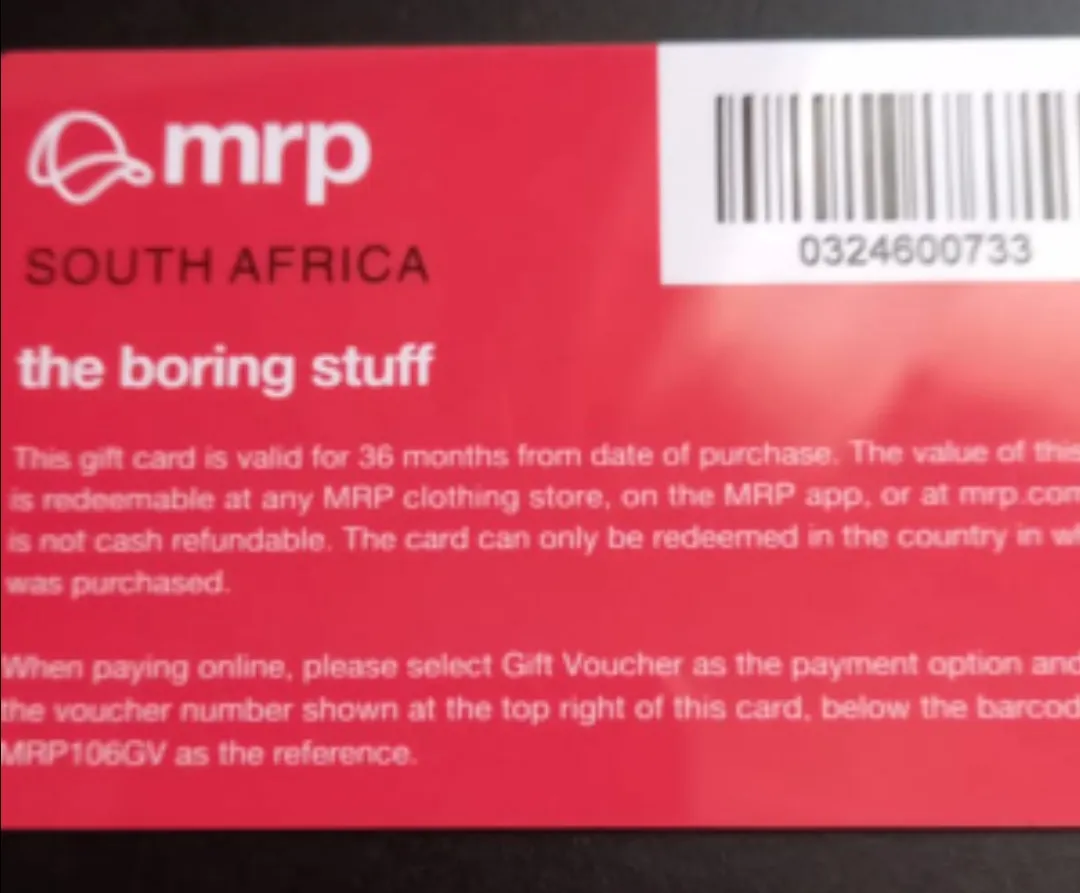 mrp
0324600733
SOUTH AFRICA
the boring stuff
This gift card is valid for 36 months from date of purchase. The value of this
is redeemable at any MRP clothing store, on the MRP app, or at mrp.com
is not cash refundable. The card can only be redeemed in the country in wh
was purchased.
When paying online, please select Gift Voucher as the payment option and
the voucher number shown at the top right of this card, below the barcod
MRP106GV as the reference.